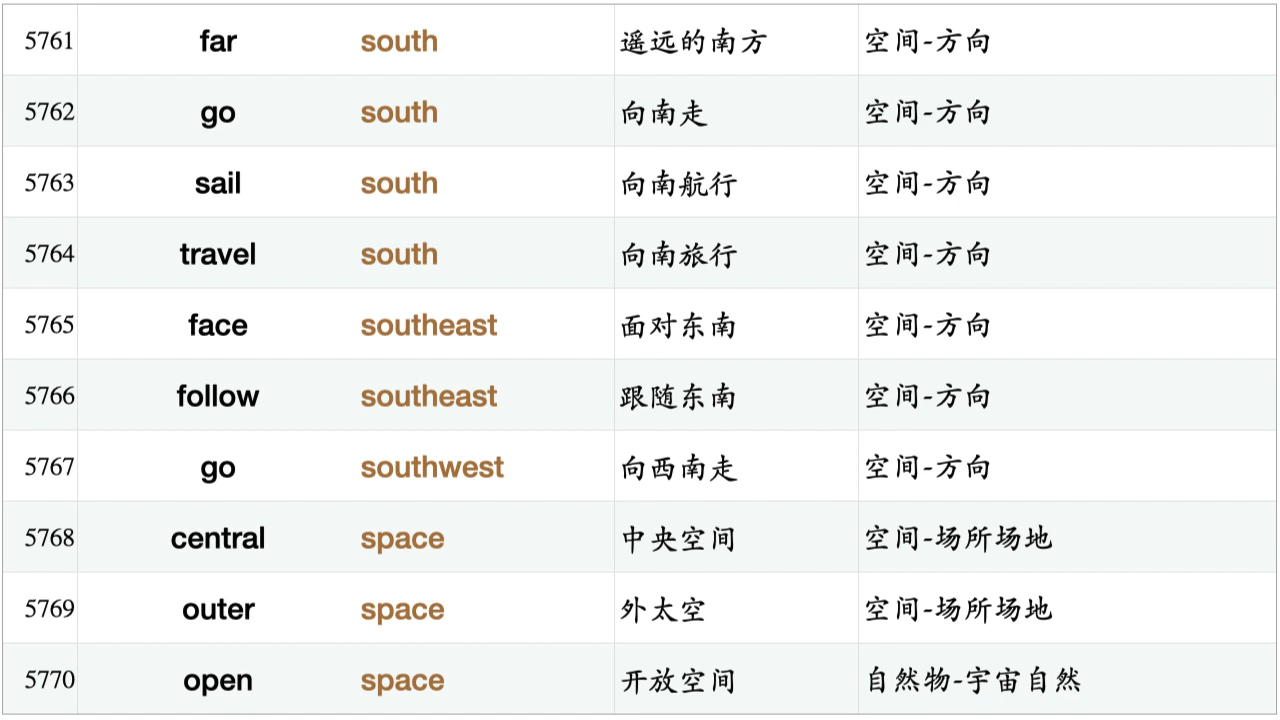 5761 far south 遥远的南方 空间-方向
5762 go south 向南走 空间-方向
5763 sail south 向南航行 空间-方向
5764 travel south 向南旅行 空间-方向
5765 face southeast 面对东南 空间-方向
5766 follow southeast 跟随东南 空间-方向
5767 go southwest 向西南走 空间-方向
5768 central space 中央空间 空间-场所场地
5769 outer space 外太空 空间-场所场地
5770 open space 开放空间 自然物-宇宙自然